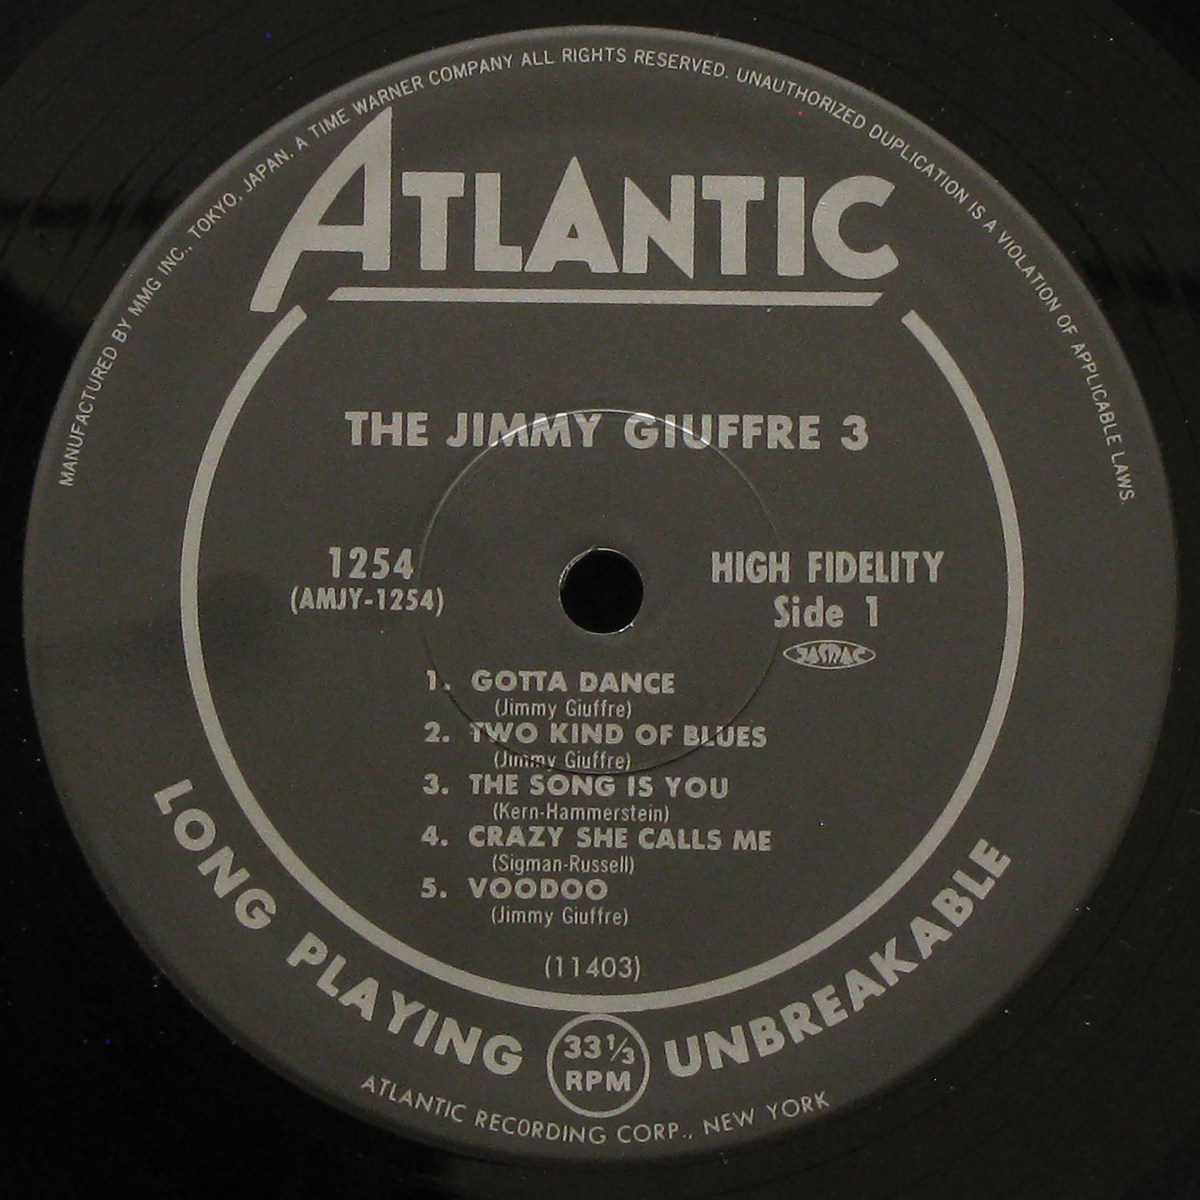 MANUFACTURED BY MMG INC., TOKYO, JAPAN. A TIME WARNER COMPANY ALL RIGHTS RESERVED. UNAUTHORIZED DUPLICATION IS A VIOLATION OF APPLICABLE LAWS.
ATLANTIC
THE JIMMY GIUFFRE 3
1254
(AMJY-1254)
HIGH FIDELITY
Side 1
JASRAC
1. GOTTA DANCE
(Jimmy Giuffre)
2. TWO KIND OF BLUES
(Jimmy Giuffre)
3. THE SONG IS YOU
(Kern-Hammerstein)
4. CRAZY SHE CALLS ME
(Sigman-Russell)
5. VOODOO
(Jimmy Giuffre)
(11403)
LONG PLAYING
33 1/3
RPM
UNBREAKABLE
ATLANTIC RECORDING CORP., NEW YORK